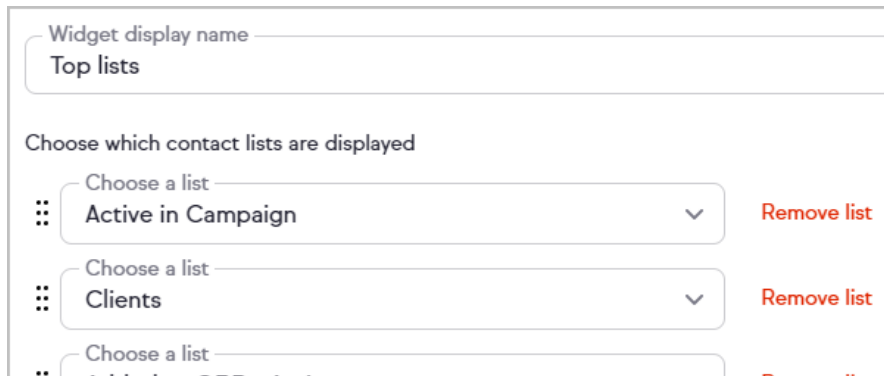 Widget display name
Top lists
Choose which contact lists are displayed
Choose a list
Active in Campaign
Remove list
Choose a list
Clients
Remove list
Choose a list